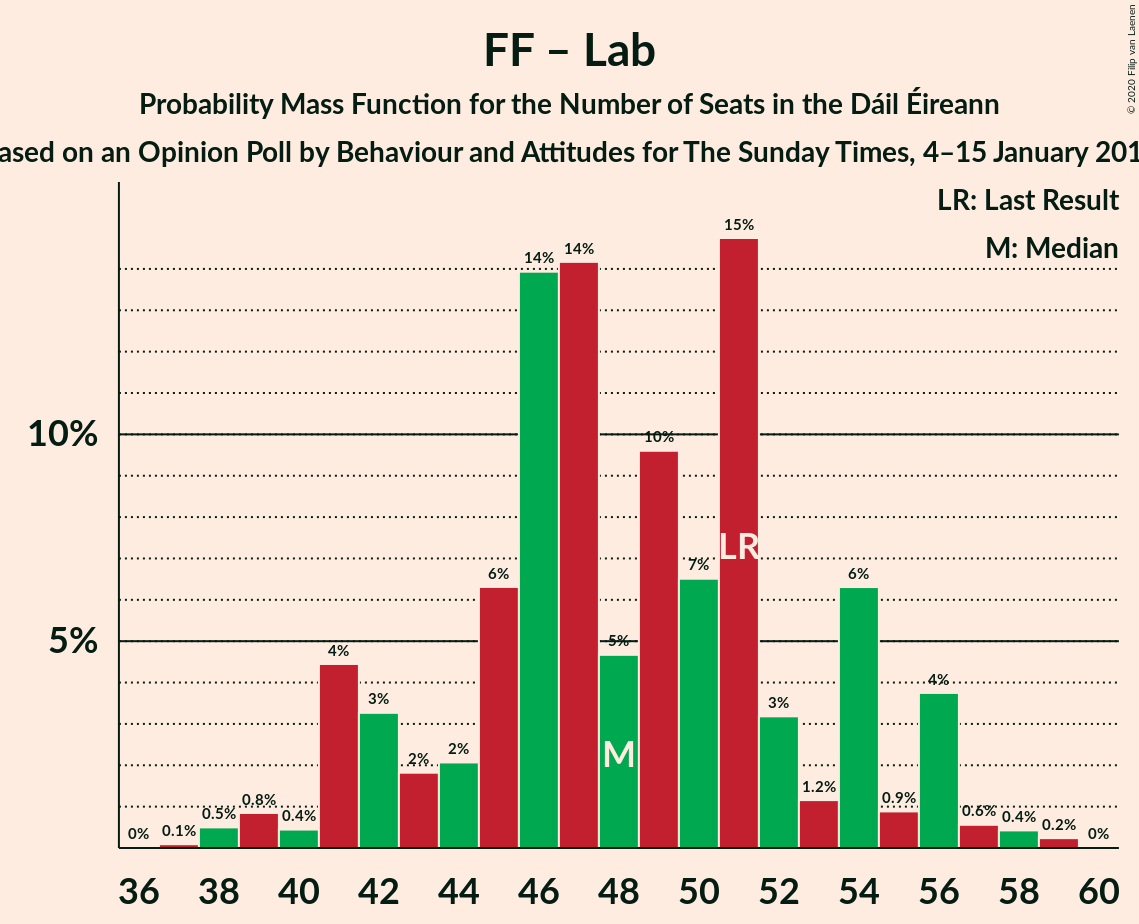 FF – Lab
Probability Mass Function for the Number of Seats in the Dáil Éireann
ased on an Opinion Poll by Behaviour and Attitudes for The Sunday Times, 4–15 January 201
© 2020 Filip van Laenen
LR: Last Result
M: Median
15%
14% 14%
10% 10%
7% LR
6% 6%
5% 5%
4% 4%
3% 3%
2% 2% M
0% 0.1% 0.5% 0.8% 0.4% 1.2% 0.9% 0.6% 0.4% 0.2% 0%
36 38 40 42 44 46 48 50 52 54 56 58 60